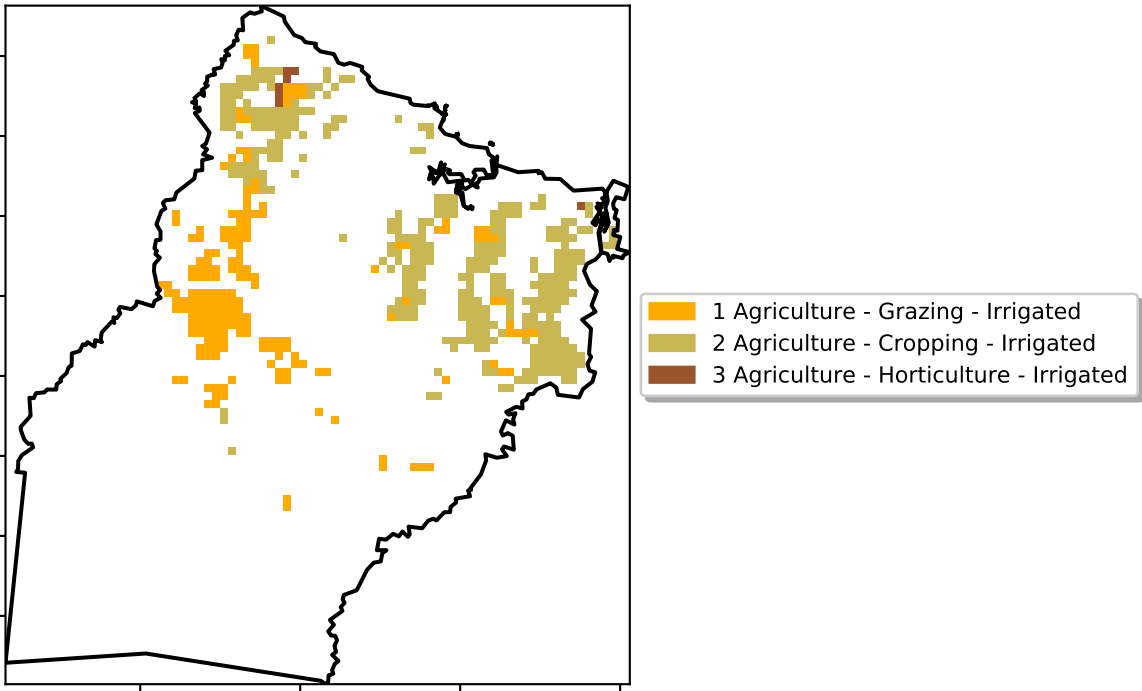 1 Agriculture - Grazing - Irrigated
2 Agriculture - Cropping - Irrigated
3 Agriculture - Horticulture - Irrigated